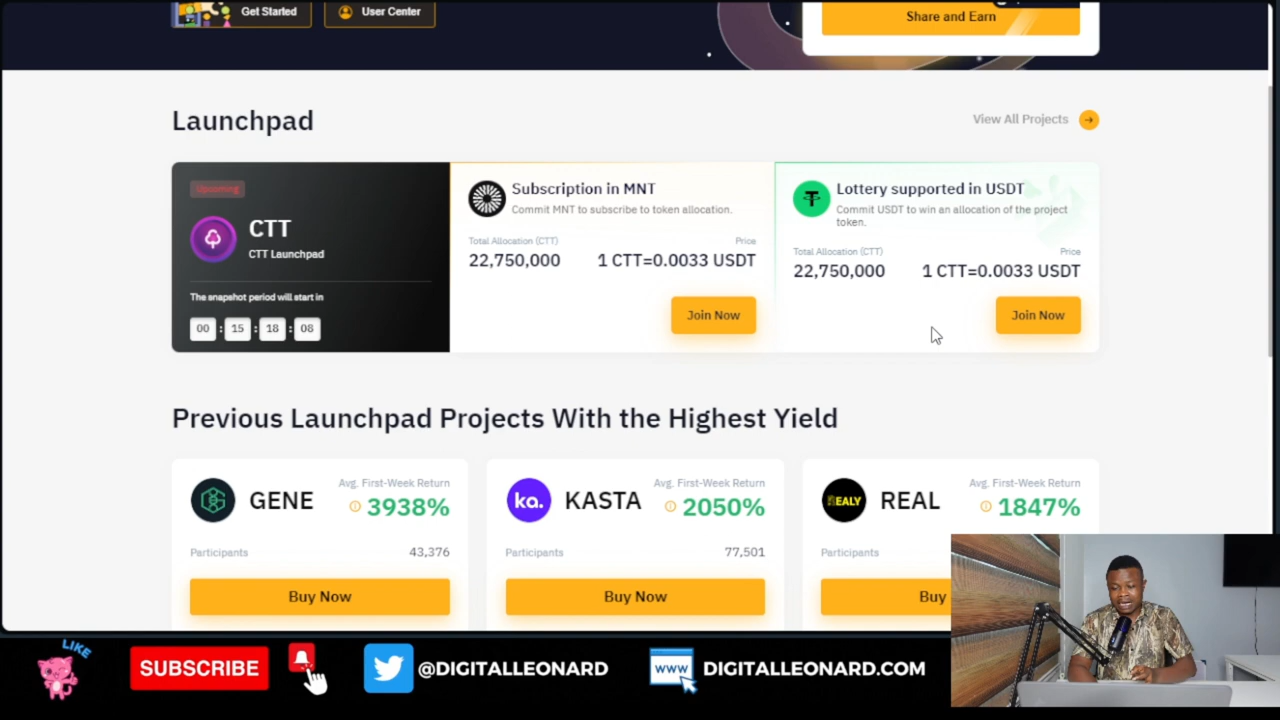 Get Started
User Center
Share and Earn
Launchpad
View All Projects
Upcoming
CTT
CTT Launchpad
The snapshot period will start in
00 : 15 : 18 : 08
Subscription in MNT
Commit MNT to subscribe to token allocation.
Total Allocation (CTT)
Price
22,750,000
1 CTT=0.0033 USDT
Join Now
Lottery supported in USDT
Commit USDT to win an allocation of the project
token.
Total Allocation (CTT)
Price
22,750,000
1 CTT=0.0033 USDT
Join Now
Previous Launchpad Projects With the Highest Yield
GENE
Avg. First-Week Return
3938%
Participants
43,376
Buy Now
ka.
KASTA
Avg. First-Week Return
2050%
Participants
77,501
Buy Now
REALY
REAL
Avg. First-Week Return
1847%
Participants
Buy
LIKE
SUBSCRIBE
@DIGITALLEONARD
WWW
DIGITALLEONARD.COM